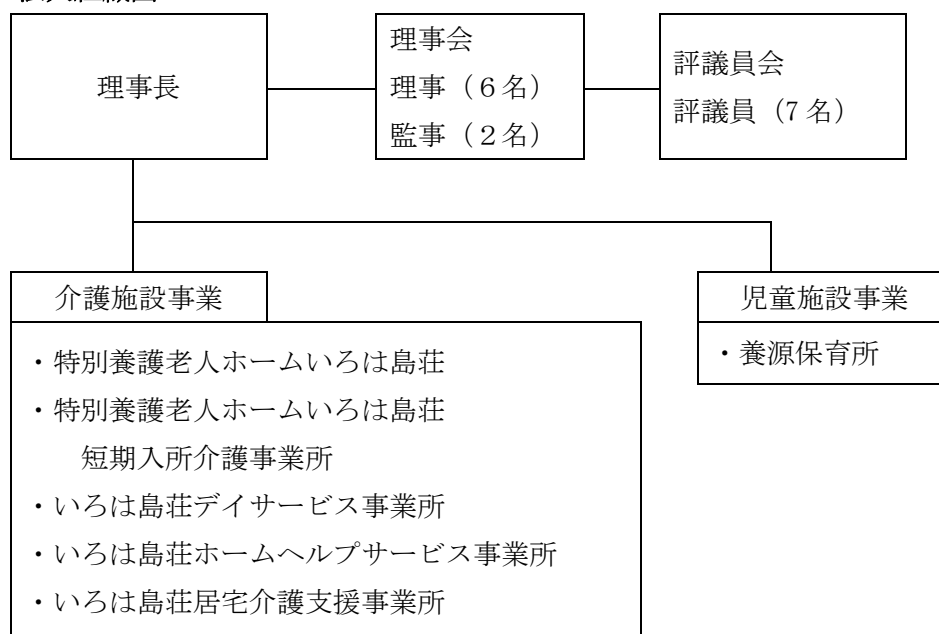 理事長
理事会
理事（６名）
監事（２名）
評議員会
評議員（7 名）
介護施設事業
・特別養護老人ホームいろは島荘
・特別養護老人ホームいろは島荘
短期入所介護事業所
・いろは島荘デイサービス事業所
・いろは島荘ホームヘルプサービス事業所
・いろは島荘居宅介護支援事業所
児童施設事業
・養源保育所